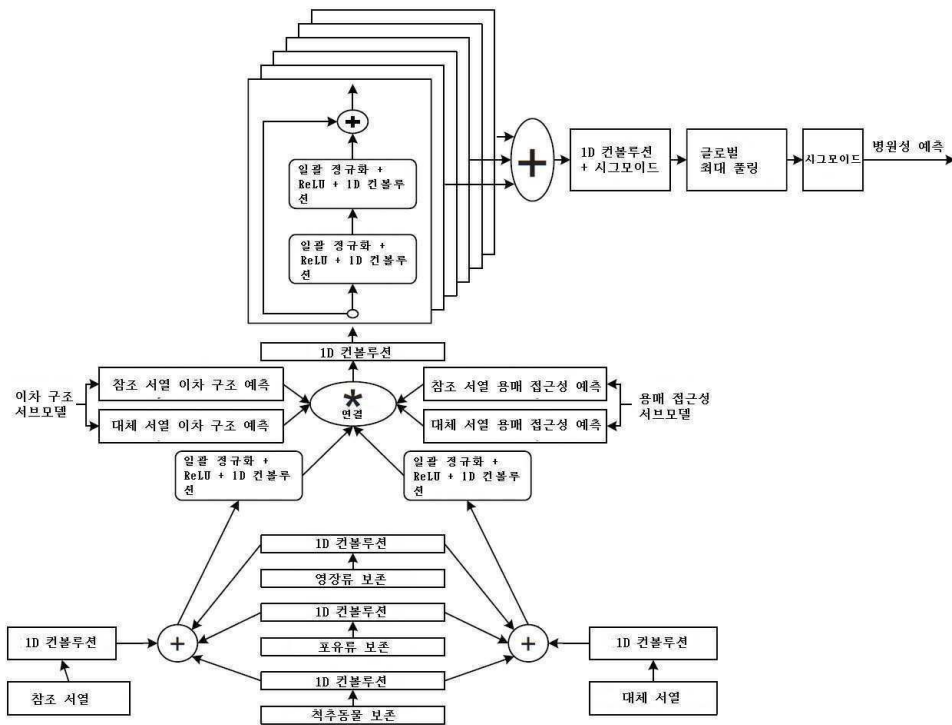 일괄 정규화 +
ReLU + 1D 컨볼루
션
일괄 정규화 +
ReLU + 1D 컨볼루
션
+
+
1D 컨볼루션
+ 시그모이드
글로벌
최대 풀링
시그모이드
병원성 예측
1D 컨볼루션
이차 구조
서브모델
참조 서열 이차 구조 예측
대체 서열 이차 구조 예측
*
연결
참조 서열 용매 접근성 예측
대체 서열 용매 접근성 예측
용매 접근성
서브모델
일괄 정규화 +
ReLU + 1D 컨볼루
션
일괄 정규화 +
ReLU + 1D 컨볼루
션
1D 컨볼루션
영장류 보존
1D 컨볼루션
포유류 보존
1D 컨볼루션
척추동물 보존
1D 컨볼루션
참조 서열
+
+
1D 컨볼루션
대체 서열